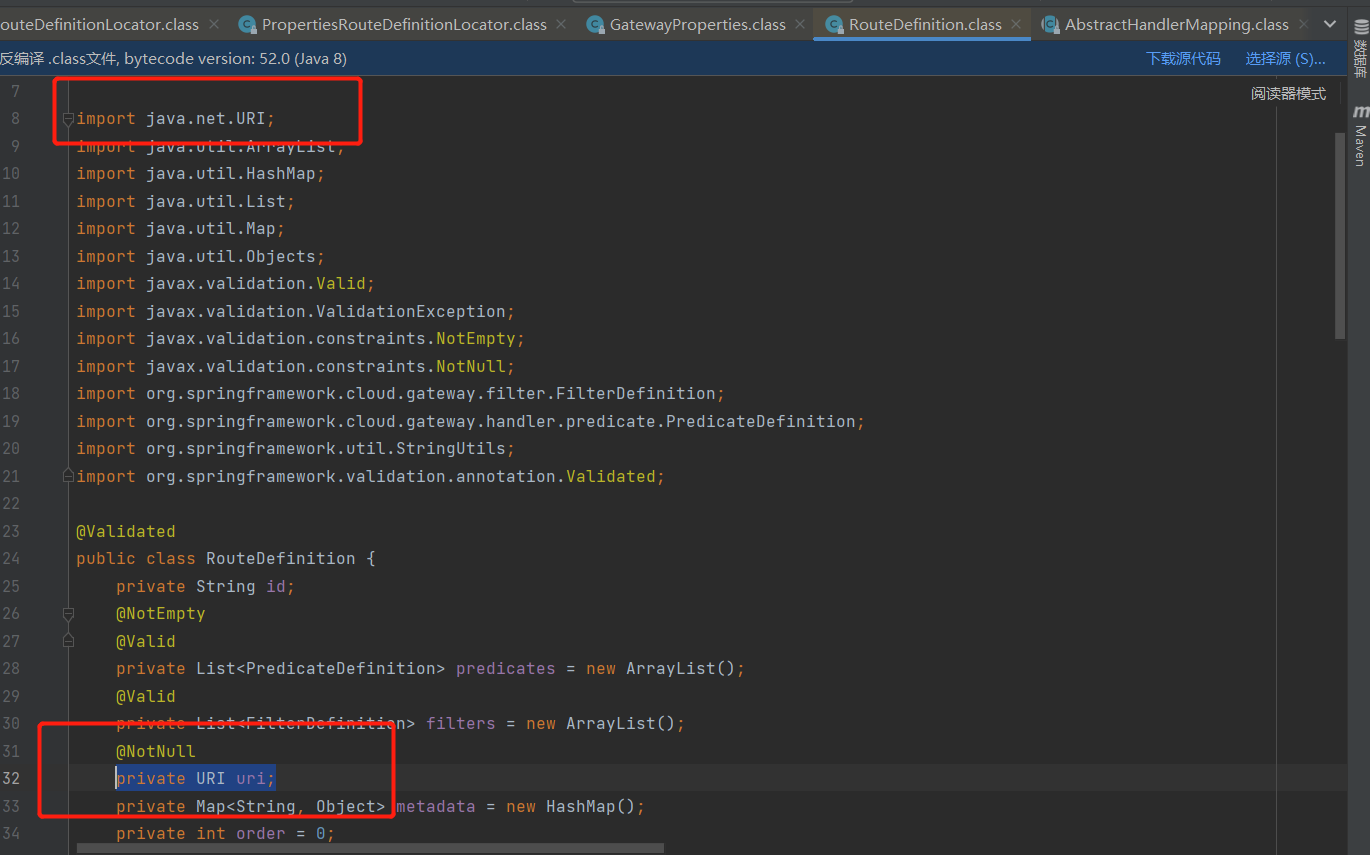 outeDefinitionLocator.class
PropertiesRouteDefinitionLocator.class
GatewayProperties.class
RouteDefinition.class
AbstractHandlerMapping.class
反编译 .class文件, bytecode version: 52.0 (Java 8)
下载源代码
选择源 (S)...
数据库
m Maven
阅读器模式
7
8 import java.net.URI;
9 import java.util.ArrayList;
10 import java.util.HashMap;
11 import java.util.List;
12 import java.util.Map;
13 import java.util.Objects;
14 import javax.validation.Valid;
15 import javax.validation.ValidationException;
16 import javax.validation.constraints.NotEmpty;
17 import javax.validation.constraints.NotNull;
18 import org.springframework.cloud.gateway.filter.FilterDefinition;
19 import org.springframework.cloud.gateway.handler.predicate.PredicateDefinition;
20 import org.springframework.util.StringUtils;
21 import org.springframework.validation.annotation.Validated;
22
23 @Validated
24 public class RouteDefinition {
25 private String id;
26 @NotEmpty
27 @Valid
28 private List<PredicateDefinition> predicates = new ArrayList();
29 @Valid
30 private List<FilterDefinition> filters = new ArrayList();
31 @NotNull
32 private URI uri;
33 private Map<String, Object> metadata = new HashMap();
34 private int order = 0;